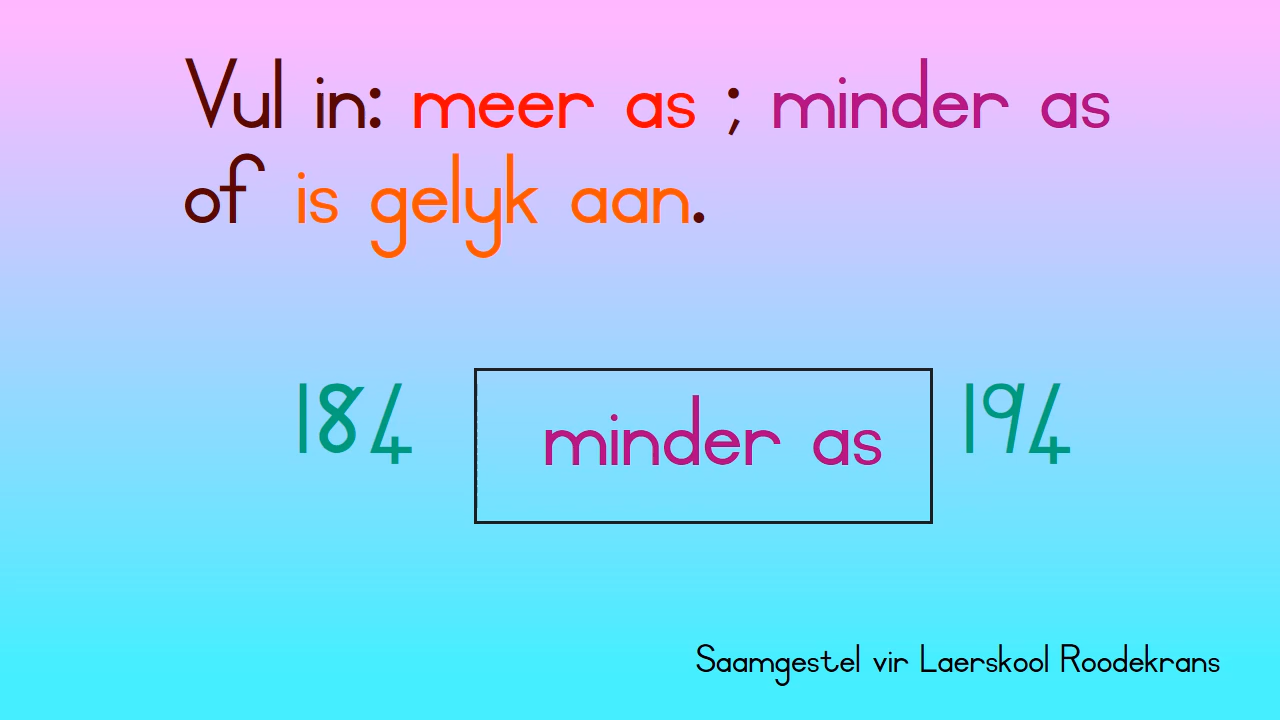 Vul in: meer as ; minder as
of is gelyk aan.
184 minder as 194
Saamgestel vir Laerskool Roodekrans